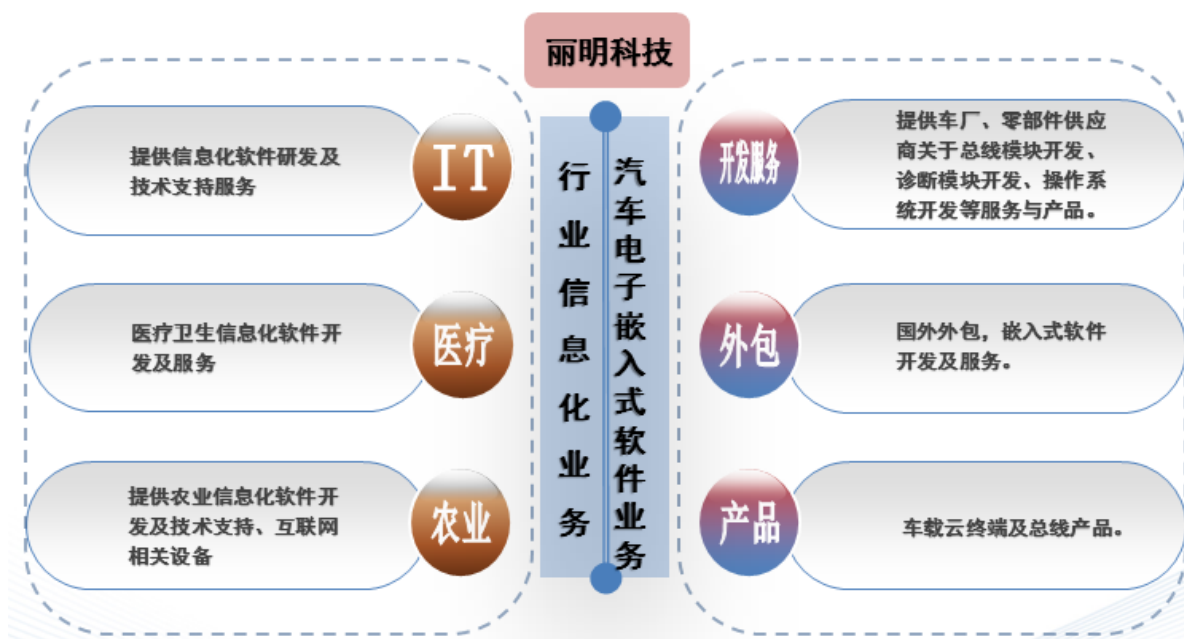 丽明科技
提供信息化软件研发及
技术支持服务
IT
医疗卫生信息化软件开
发及服务
医疗
提供农业信息化软件开
发及技术支持、互联网
相关设备
农业
行业信息化业务
汽车电子嵌入式软件业务
开发服务
提供车厂、零部件供应
商关于总线模块开发、
诊断模块开发、操作系
统开发等服务与产品。
外包
国外外包，嵌入式软件
开发及服务。
产品
车载云终端及总线产品。